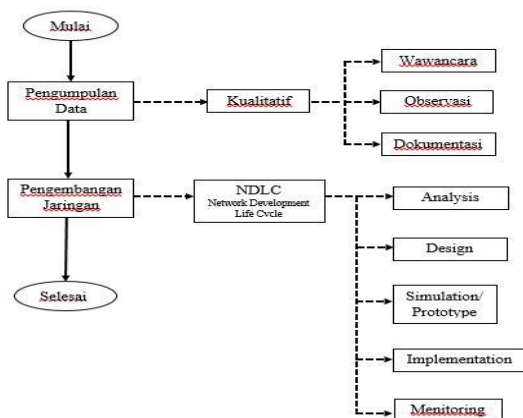 Mulai
Pengumpulan
Data
Kualitatif
Wawancara
Observasi
Dokumentasi
Pengembangan
Jaringan
NDLC
Network Development
Life Cycle
Analysis
Design
Simulation/
Prototype
Implementation
Menitoring
Selesai